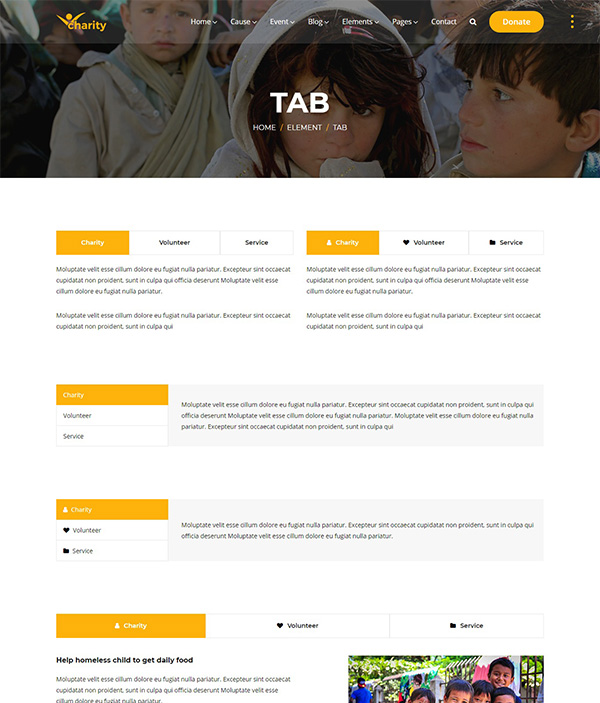 charity
Home Cause Event Blog Elements Pages Contact Donate
TAB
HOME / ELEMENT / TAB
Charity Volunteer Service
Moluptate velit esse cillum dolore eu fugiat nulla pariatur. Excepteur sint occaecat
cupidatat non proident, sunt in culpa qui officia deserunt Moluptate velit esse
cillum dolore eu fugiat nulla pariatur.
Moluptate velit esse cillum dolore eu fugiat nulla pariatur. Excepteur sint occaecat
cupidatat non proident, sunt in culpa qui
Charity Volunteer Service
Moluptate velit esse cillum dolore eu fugiat nulla pariatur. Excepteur sint occaecat
cupidatat non proident, sunt in culpa qui officia deserunt Moluptate velit esse
cillum dolore eu fugiat nulla pariatur.
Moluptate velit esse cillum dolore eu fugiat nulla pariatur. Excepteur sint occaecat
cupidatat non proident, sunt in culpa qui
Charity
Volunteer
Service
Moluptate velit esse cillum dolore eu fugiat nulla pariatur. Excepteur sint occaecat cupidatat non proident, sunt in culpa qui
officia deserunt Moluptate velit esse cillum dolore eu fugiat nulla pariatur. Moluptate velit esse cillum dolore eu fugiat nulla
pariatur. Excepteur sint occaecat cupidatat non proident, sunt in culpa qui
Charity
Volunteer
Service
Moluptate velit esse cillum dolore eu fugiat nulla pariatur. Excepteur sint occaecat cupidatat non proident, sunt in culpa qui
officia deserunt Moluptate velit esse cillum dolore eu fugiat nulla pariatur.
Charity Volunteer Service
Help homeless child to get daily food
Moluptate velit esse cillum dolore eu fugiat nulla pariatur. Excepteur sint occaecat
cupidatat non proident, sunt in culpa qui officia deserunt Moluptate velit esse
cillum dolore eu fugiat nulla pariatur.